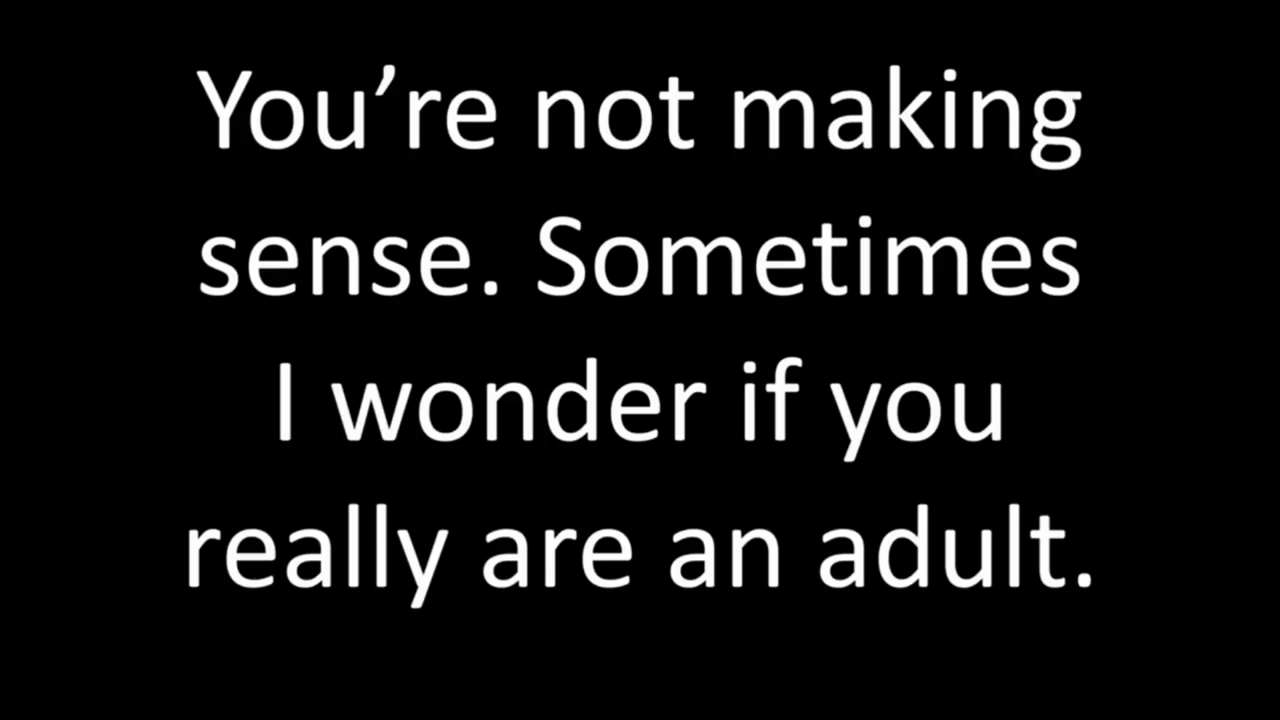 You’re not making
sense. Sometimes
I wonder if you
really are an adult.